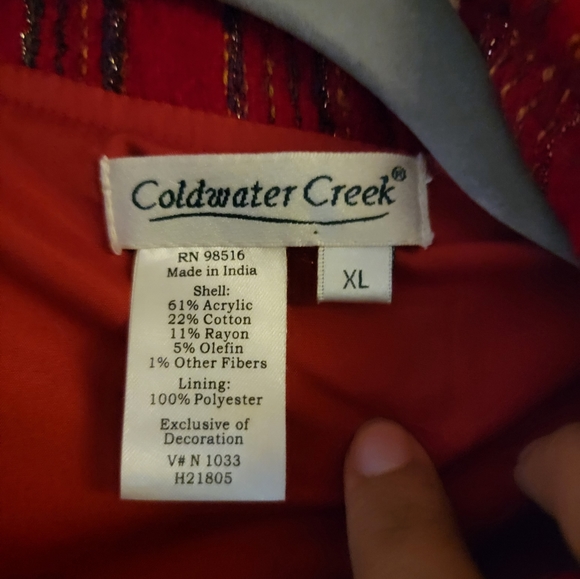 Coldwater Creek®
RN 98516
Made in India
XL
Shell:
61% Acrylic
22% Cotton
11% Rayon
5% Olefin
1% Other Fibers
Lining:
100% Polyester
Exclusive of
Decoration
V# N 1033
H21805